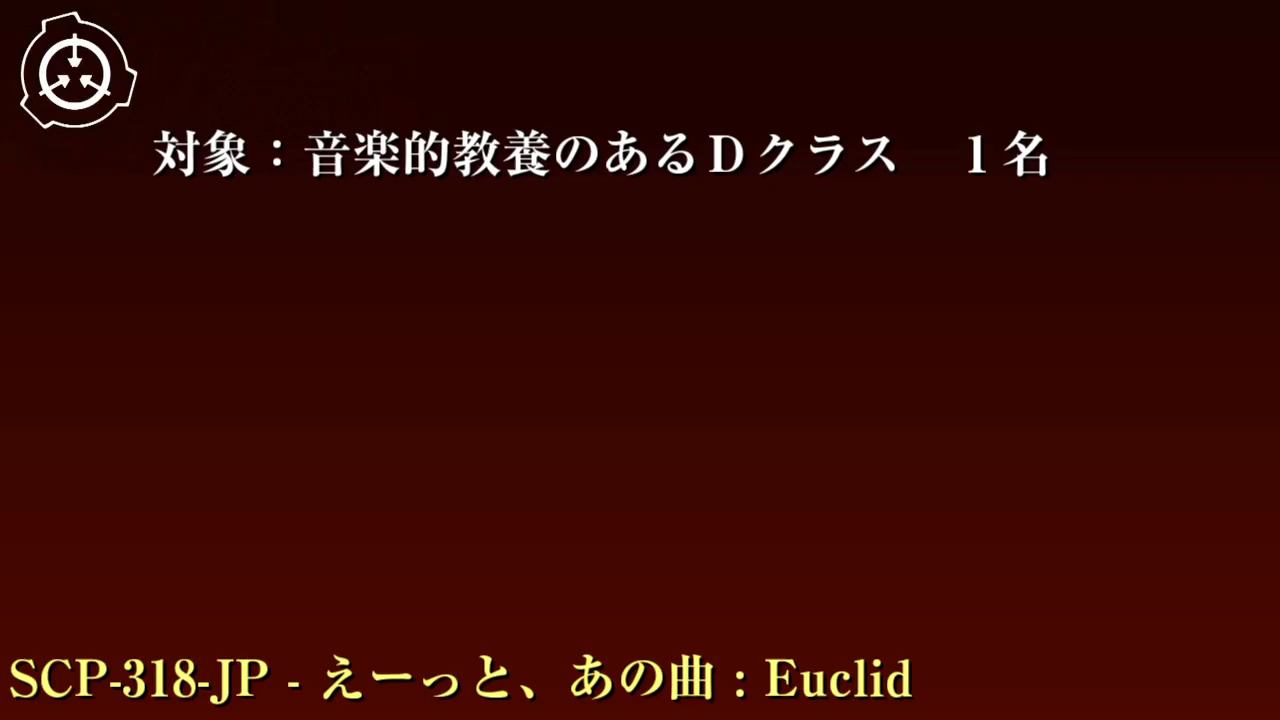 対象：音楽的教養のあるＤクラス　１名
SCP-318-JP - えーっと、あの曲 : Euclid